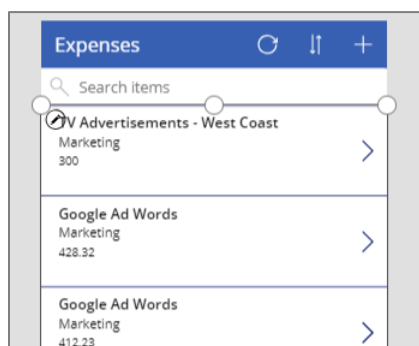 Expenses
Search items
TV Advertisements - West Coast
Marketing
300
Google Ad Words
Marketing
428.32
Google Ad Words
Marketing
412.23